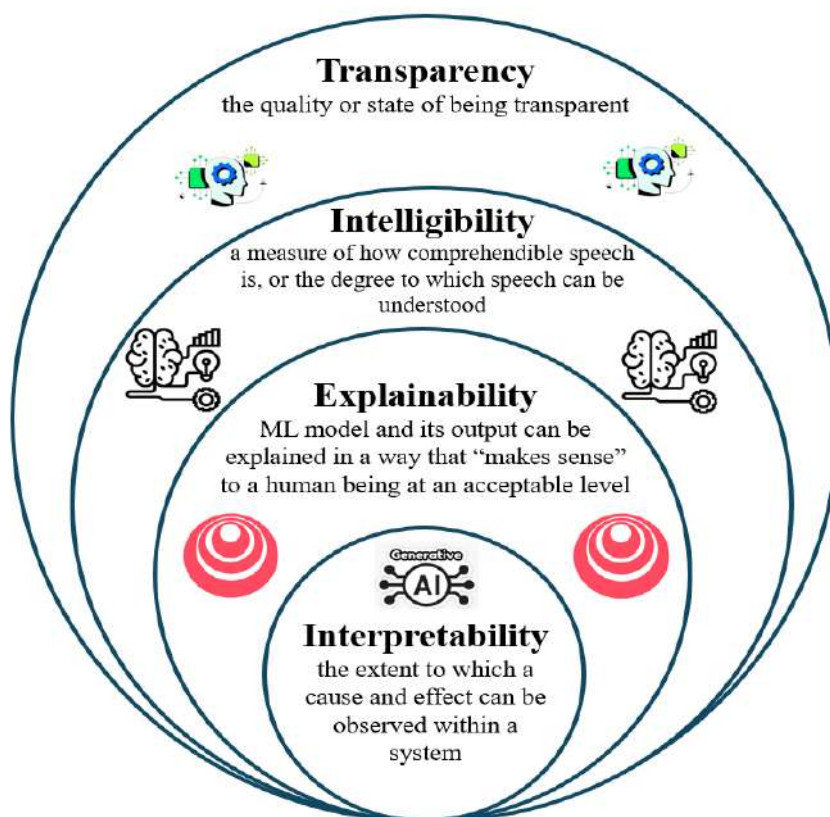 Transparency
the quality or state of being transparent
Intelligibility
a measure of how comprehendible speech
is, or the degree to which speech can be
understood
Explainability
ML model and its output can be
explained in a way that “makes sense”
to a human being at an acceptable level
Generative
AI
Interpretability
the extent to which a
cause and effect can be
observed within a
system